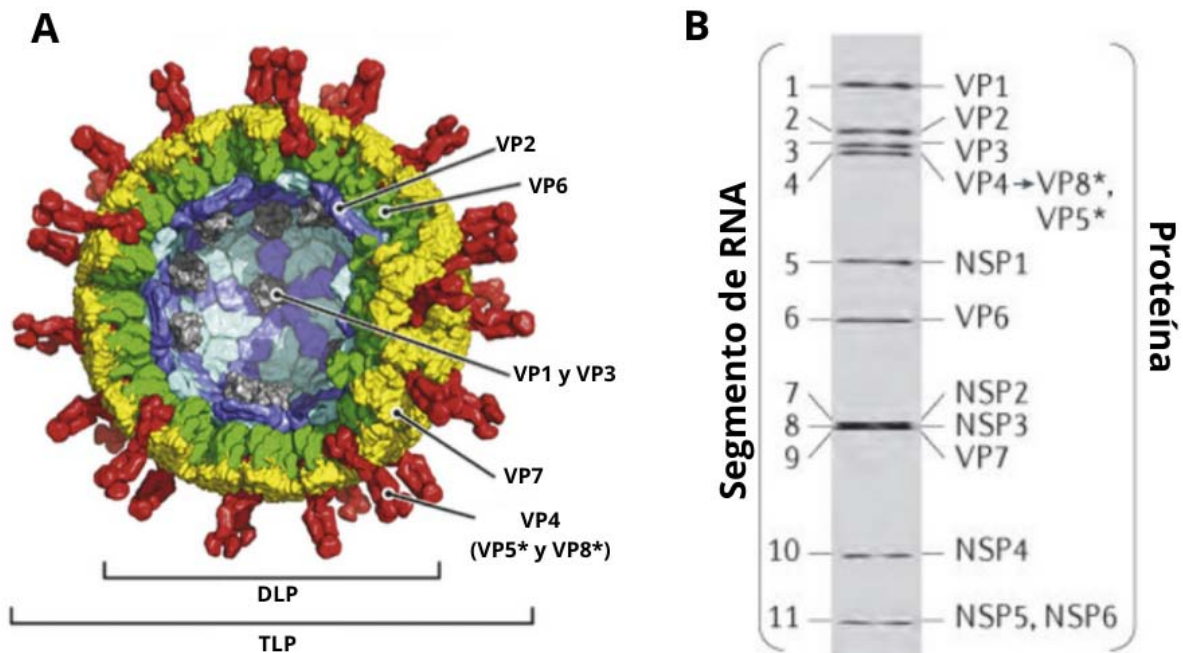 A
VP2
VP6
VP1 y VP3
VP7
VP4
(VP5* y VP8*)
DLP
TLP
B
Segmento de RNA
1
2
3
4
5
6
7
8
9
10
11
VP1
VP2
VP3
VP4→VP8*,
VP5*
NSP1
VP6
NSP2
NSP3
VP7
NSP4
NSP5, NSP6
Proteína